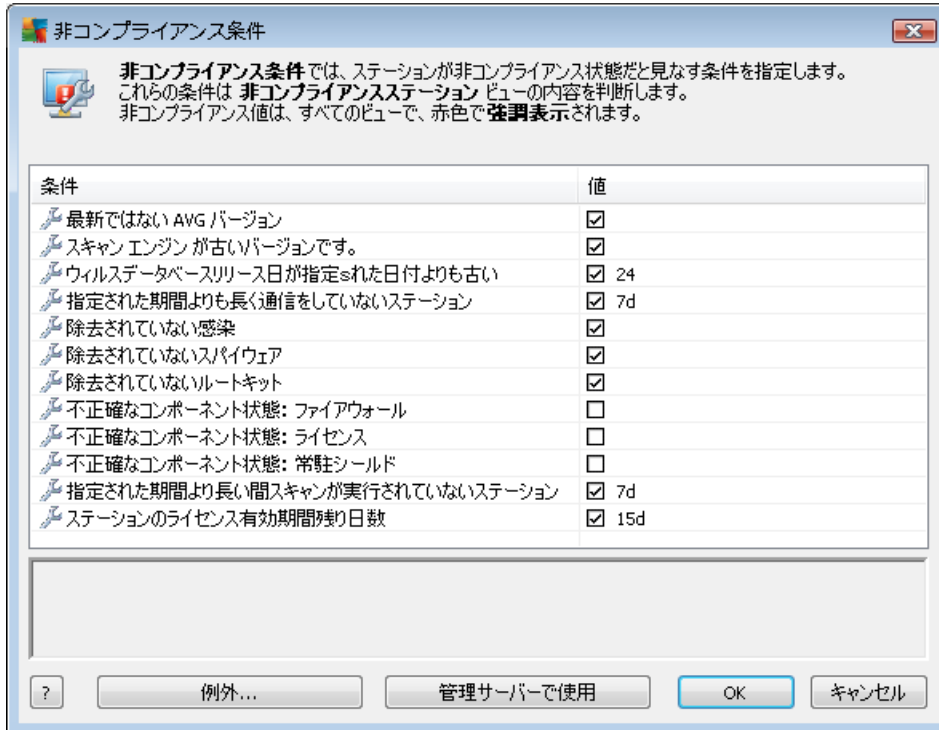 非コンプライアンス条件
非コンプライアンス条件では、ステーションが非コンプライアンス状態だと見なす条件を指定します。
これらの条件は 非コンプライアンスステーション ビューの内容を判断します。
非コンプライアンス値は、すべてのビューで、赤色で強調表示されます。
条件 値
最新ではない AVG バージョン
スキャン エンジン が古いバージョンです。
ウィルスデータベースリリース日が指定sれた日付よりも古い 24
指定された期間よりも長く通信をしていないステーション 7d
除去されていない感染
除去されていないスパイウェア
除去されていないルートキット
不正確なコンポーネント状態: ファイアウォール
不正確なコンポーネント状態: ライセンス
不正確なコンポーネント状態: 常駐シールド
指定された期間より長い間スキャンが実行されていないステーション 7d
ステーションのライセンス有効期間残り日数 15d
? 例外... 管理サーバーで使用 OK キャンセル